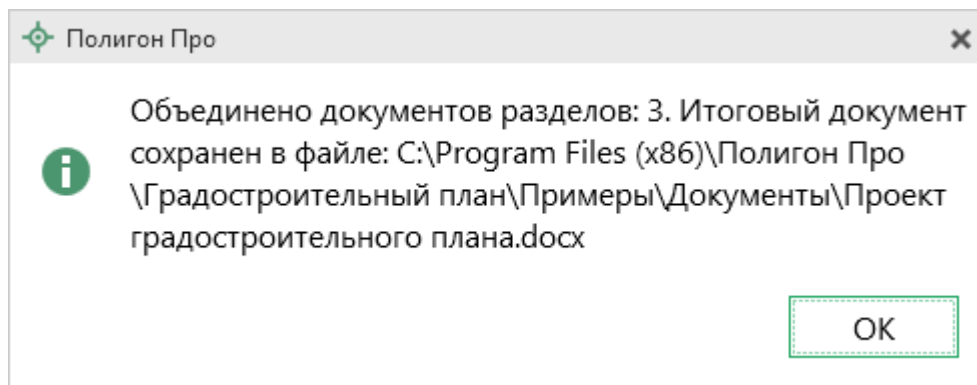 Полигон Про
Объединено документов разделов: 3. Итоговый документ
сохранен в файле: C:\Program Files (x86)\Полигон Про
\Градостроительный план\Примеры\Документы\Проект
градостроительного плана.docx
ОК